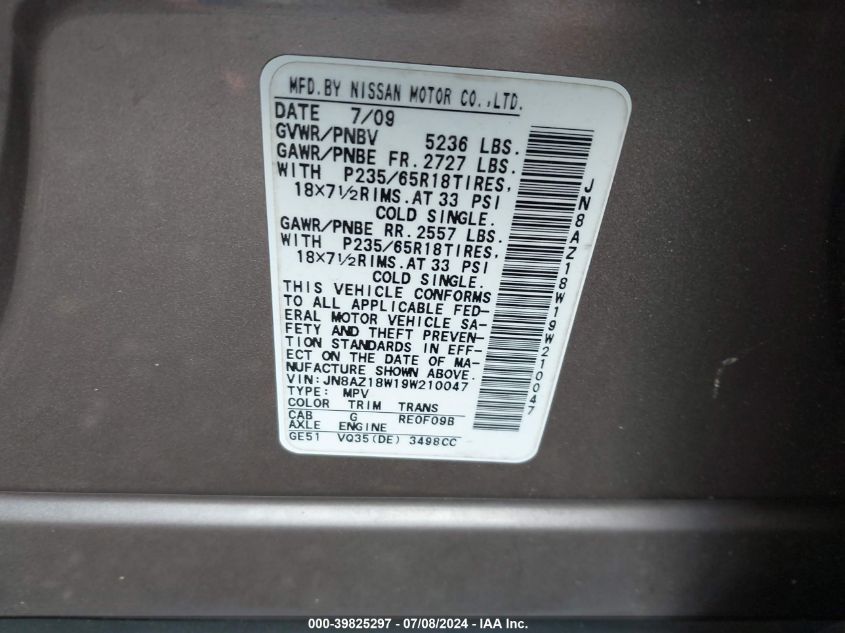 MFD.BY NISSAN MOTOR CO.,LTD.
DATE 7/09
GVWR/PNBV 5236 LBS.
GAWR/PNBE FR.2727 LBS.
WITH P235/65R18TIRES,
18×7½RIMS.AT 33 PSI
COLD SINGLE.
GAWR/PNBE RR.2557 LBS.
WITH P235/65R18TIRES,
18×7½RIMS.AT 33 PSI
COLD SINGLE.
THIS VEHICLE CONFORMS
TO ALL APPLICABLE FED-
ERAL MOTOR VEHICLE SA-
FETY AND THEFT PREVEN-
TION STANDARDS IN EFF-
ECT ON THE DATE OF MA-
NUFACTURE SHOWN ABOVE.
VIN:JN8AZ18W19W210047
TYPE: MPV
COLOR TRIM TRANS
CAB G RE0F09B
AXLE ENGINE
GE51 VQ35(DE) 3498CC
JN8AZ18W19W210047
000-39825297 - 07/08/2024 - IAA Inc.